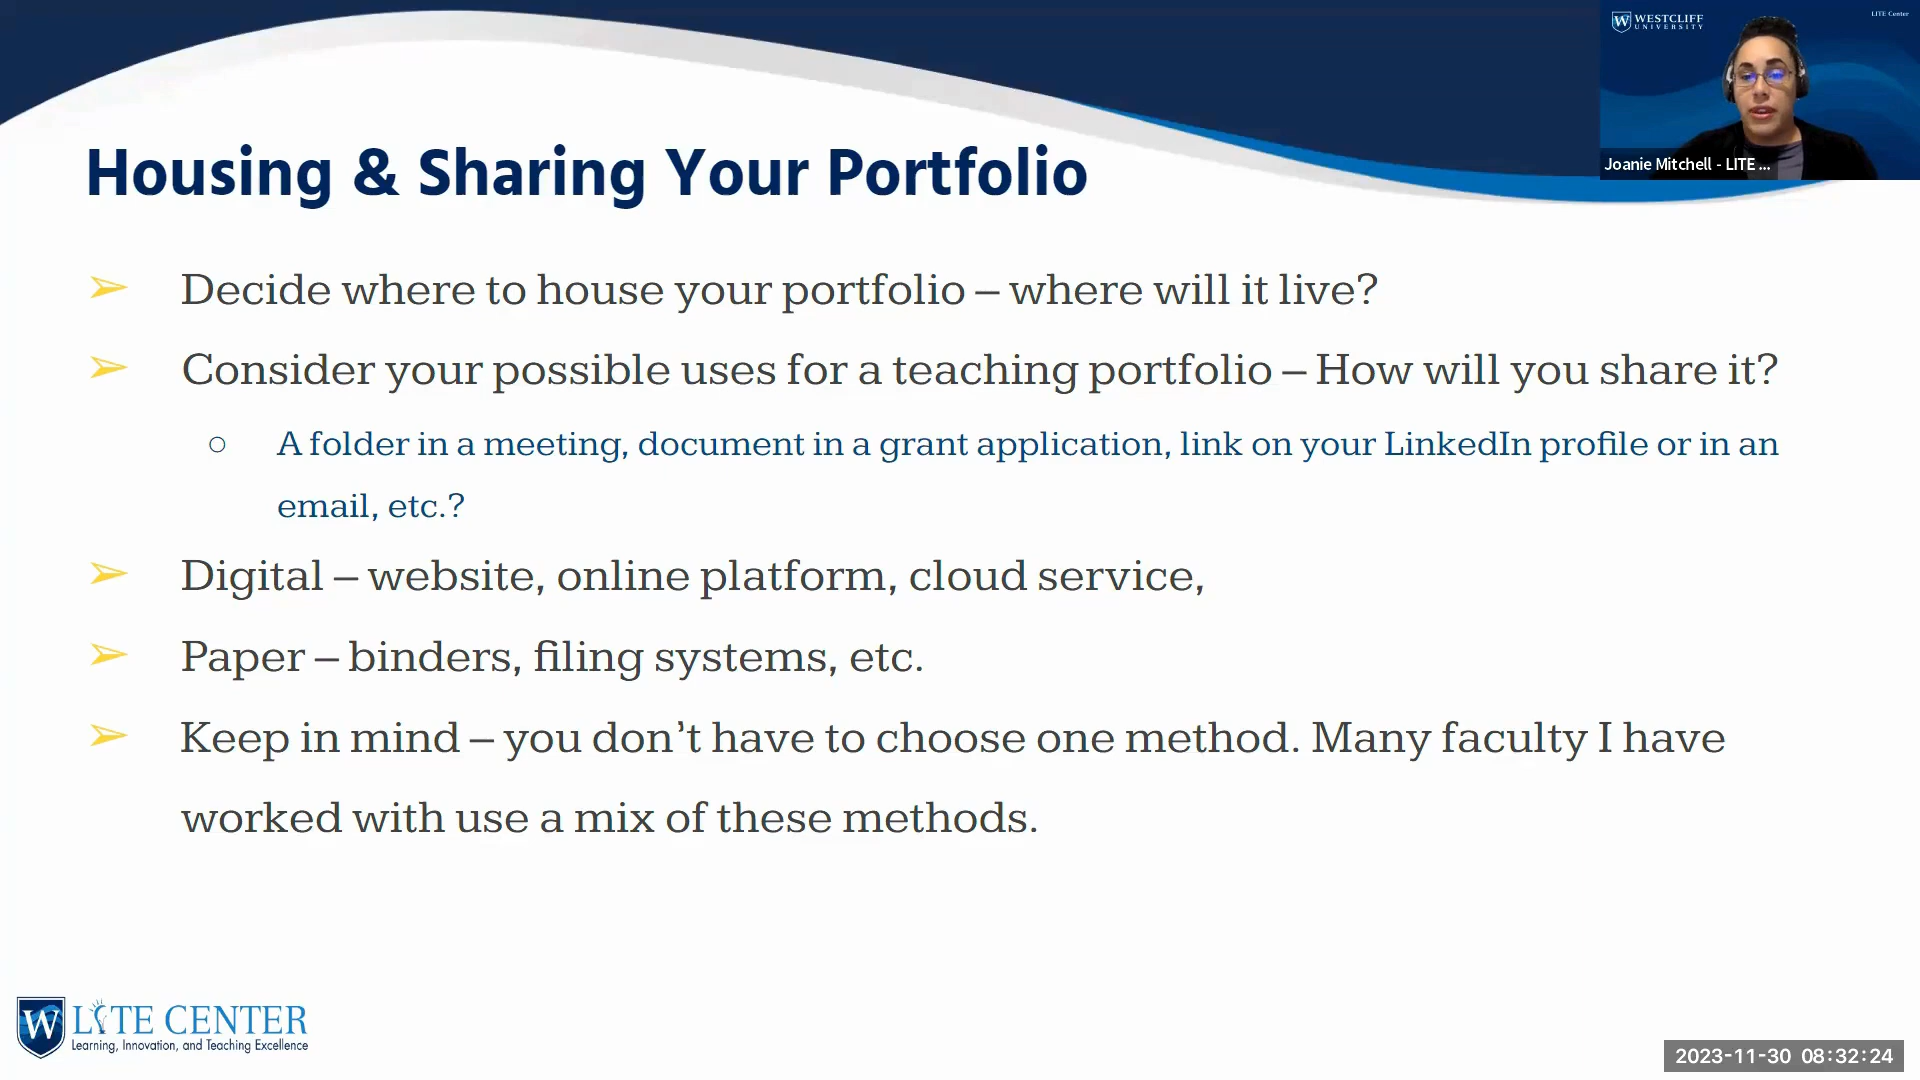 WESTCLIFF
UNIVERSITY
LITE Center
Joanie Mitchell - LITE ...
Housing & Sharing Your Portfolio
➢ Decide where to house your portfolio – where will it live?
➢ Consider your possible uses for a teaching portfolio – How will you share it?
○ A folder in a meeting, document in a grant application, link on your LinkedIn profile or in an
email, etc.?
➢ Digital – website, online platform, cloud service,
➢ Paper – binders, filing systems, etc.
➢ Keep in mind – you don’t have to choose one method. Many faculty I have
worked with use a mix of these methods.
W LITE CENTER
Learning, Innovation, and Teaching Excellence
2023-11-30 08:32:24